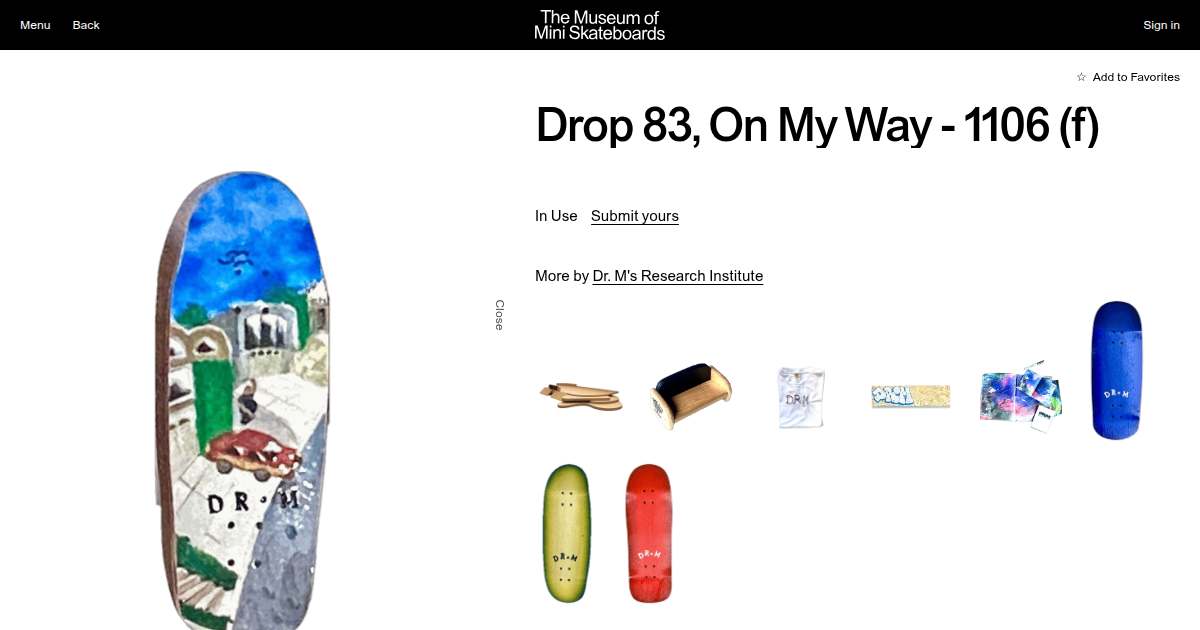 Menu
Back
The Museum of
Mini Skateboards
Sign in
☆ Add to Favorites
Drop 83, On My Way - 1106 (f)
In Use
Submit yours
More by Dr. M's Research Institute
Close
DR•M
DR•M
DR•M
DR•M
DR•M